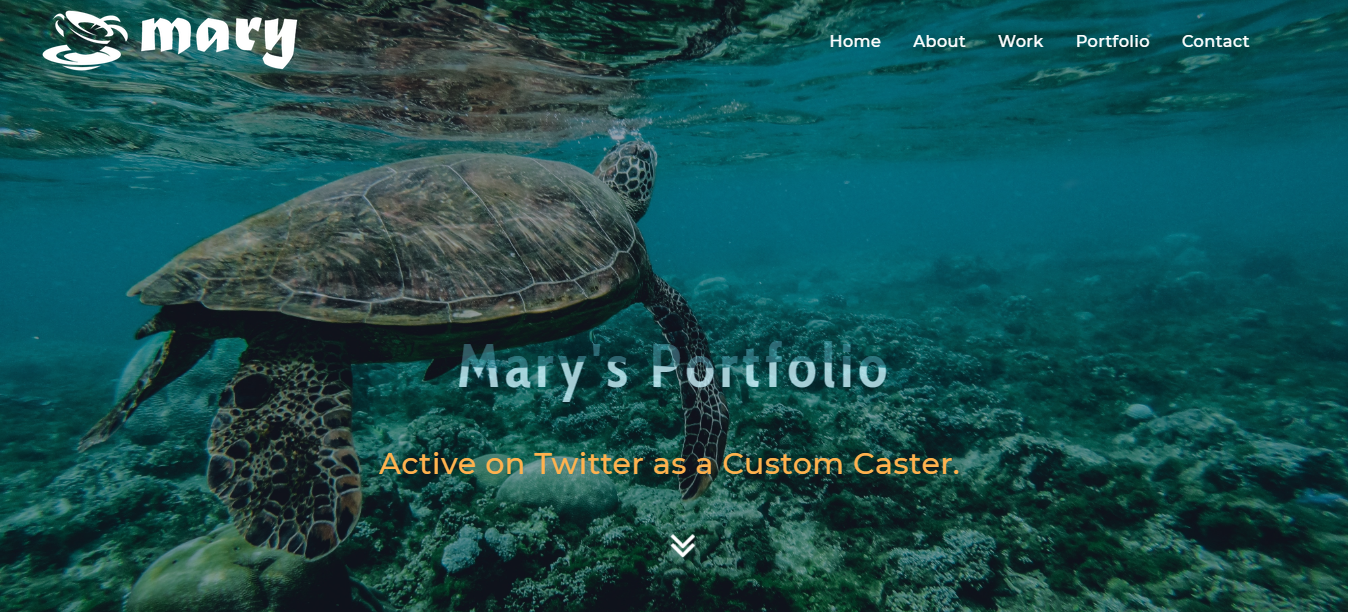 mary
Home About Work Portfolio Contact
Mary's Portfolio
Active on Twitter as a Custom Caster.